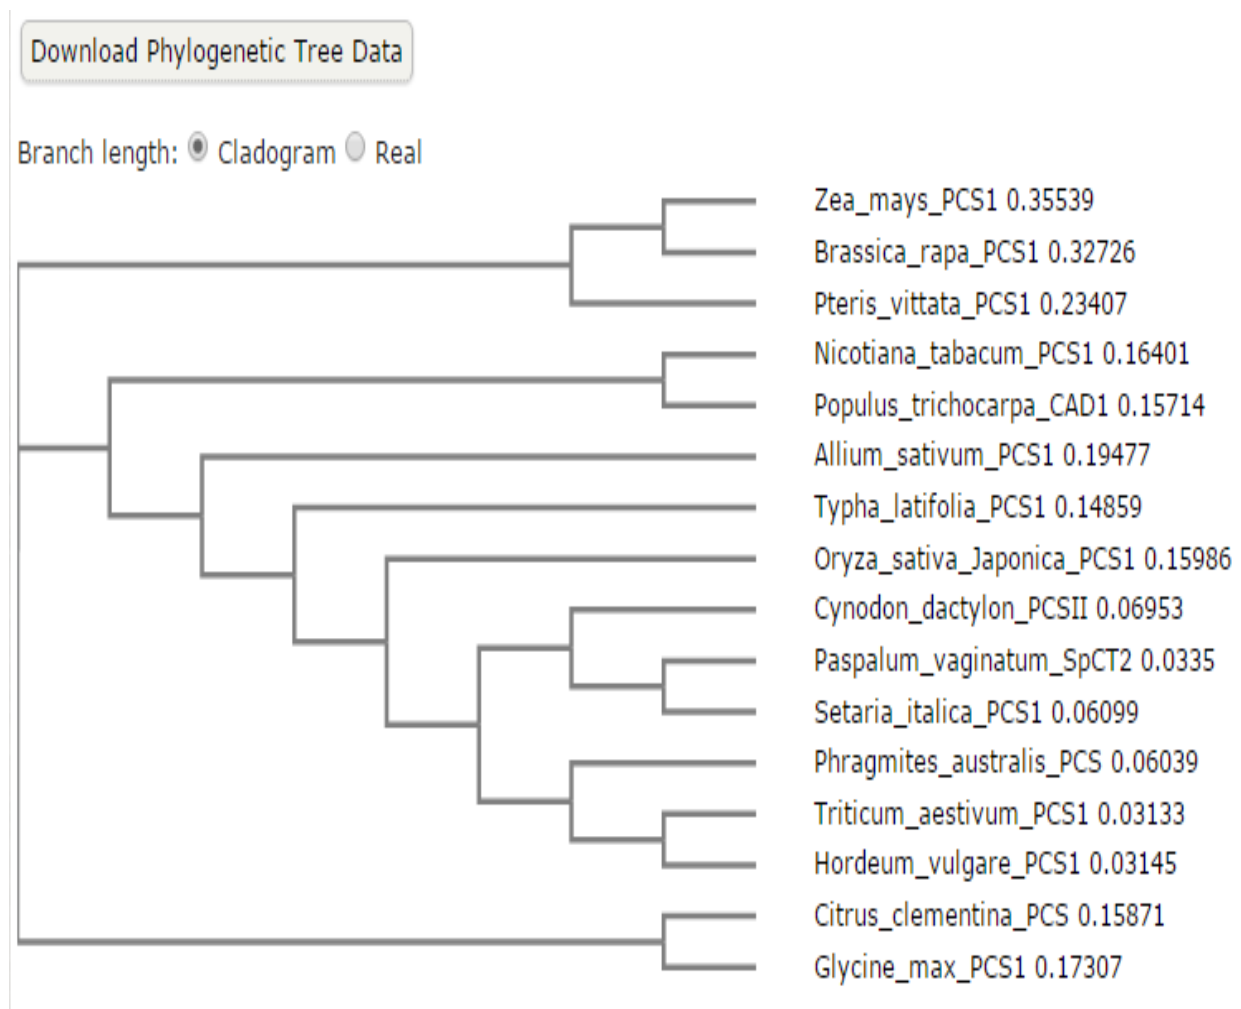 Download Phylogenetic Tree Data
Branch length: Cladogram Real
Zea_mays_PCS1 0.35539
Brassica_rapa_PCS1 0.32726
Pteris_vittata_PCS1 0.23407
Nicotiana_tabacum_PCS1 0.16401
Populus_trichocarpa_CAD1 0.15714
Allium_sativum_PCS1 0.19477
Typha_latifolia_PCS1 0.14859
Oryza_sativa_Japonica_PCS1 0.15986
Cynodon_dactylon_PCSII 0.06953
Paspalum_vaginatum_SpCT2 0.0335
Setaria_italica_PCS1 0.06099
Phragmites_australis_PCS 0.06039
Triticum_aestivum_PCS1 0.03133
Hordeum_vulgare_PCS1 0.03145
Citrus_clementina_PCS 0.15871
Glycine_max_PCS1 0.17307